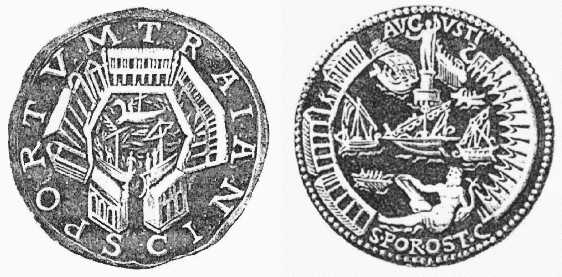 PORTVM TRAIANI
S · C
AVGVSTI
S · POR · OST · C